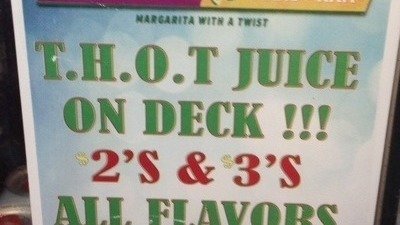 MARGARITA WITH A TWIST
T.H.O.T JUICE
ON DECK !!!
$2'S & $3'S
ALL FLAVORS